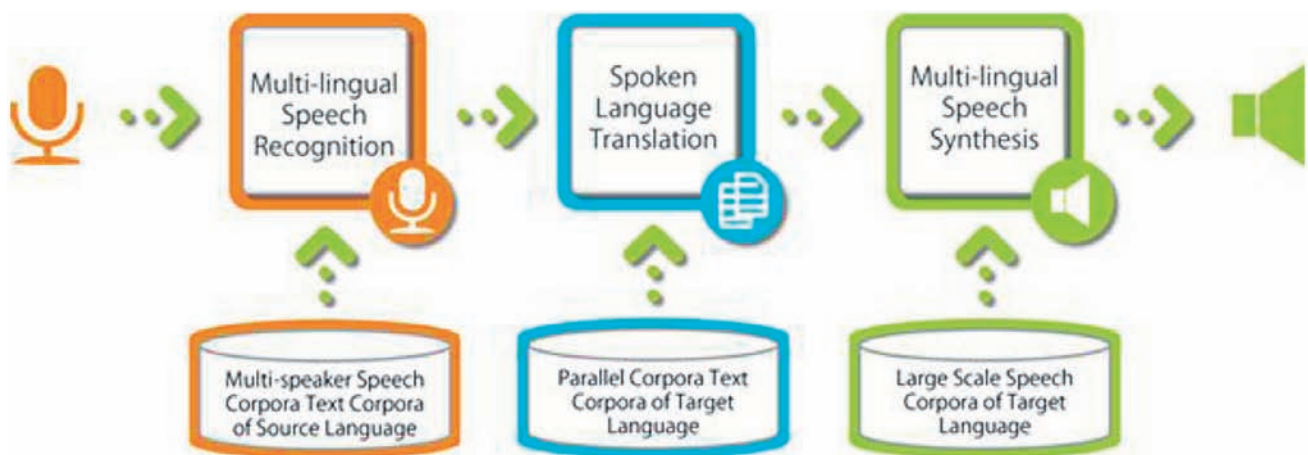 Multi-lingual
Speech
Recognition
Spoken
Language
Translation
Multi-lingual
Speech
Synthesis
Multi-speaker Speech
Corpora Text Corpora
of Source Language
Parallel Corpora Text
Corpora of Target
Language
Large Scale Speech
Corpora of Target
Language